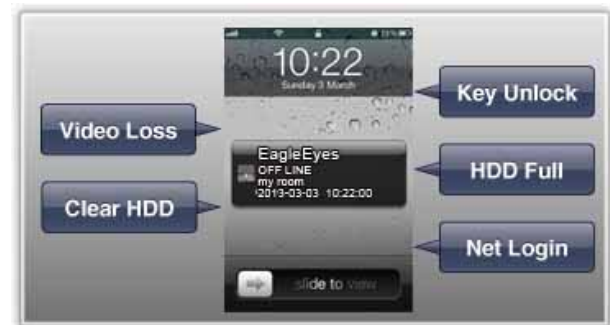 10:22
Sunday 3 March
Key Unlock
Video Loss
EagleEyes
OFF LINE
my room
2013-03-03 10:22:00
HDD Full
Clear HDD
Net Login
slide to view